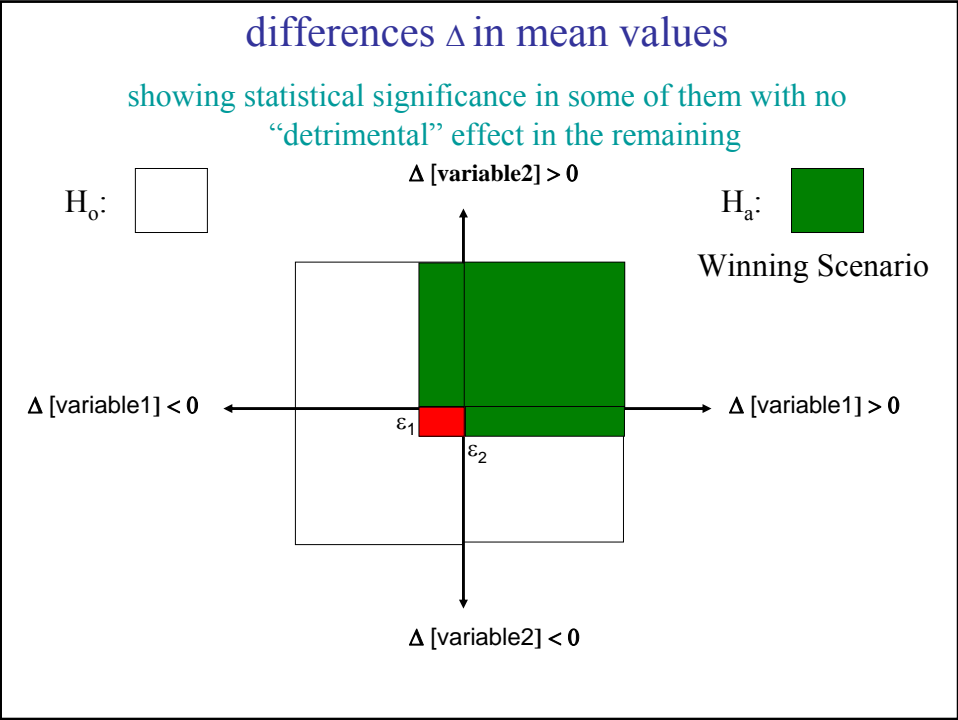 differences Δ in mean values
showing statistical significance in some of them with no
“detrimental” effect in the remaining
Δ [variable2] > 0
Hₒ:
Hₐ:
Winning Scenario
Δ [variable1] < 0
Δ [variable1] > 0
ε₁
ε₂
Δ [variable2] < 0